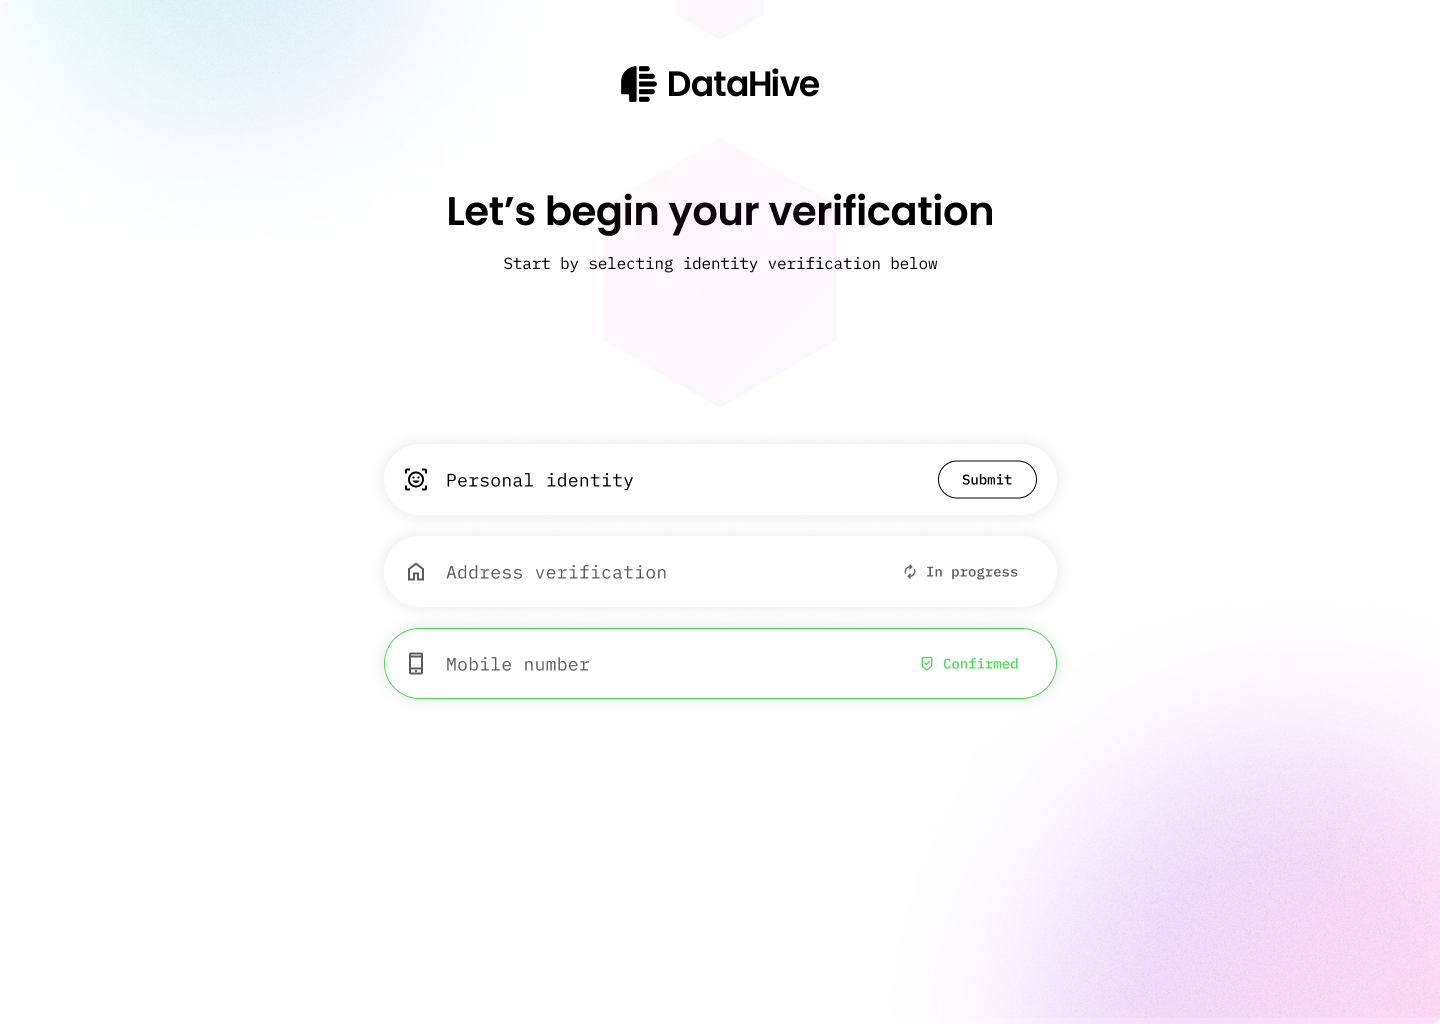 DataHive
Let’s begin your verification
Start by selecting identity verification below
Personal identity
Submit
Address verification
In progress
Mobile number
Confirmed